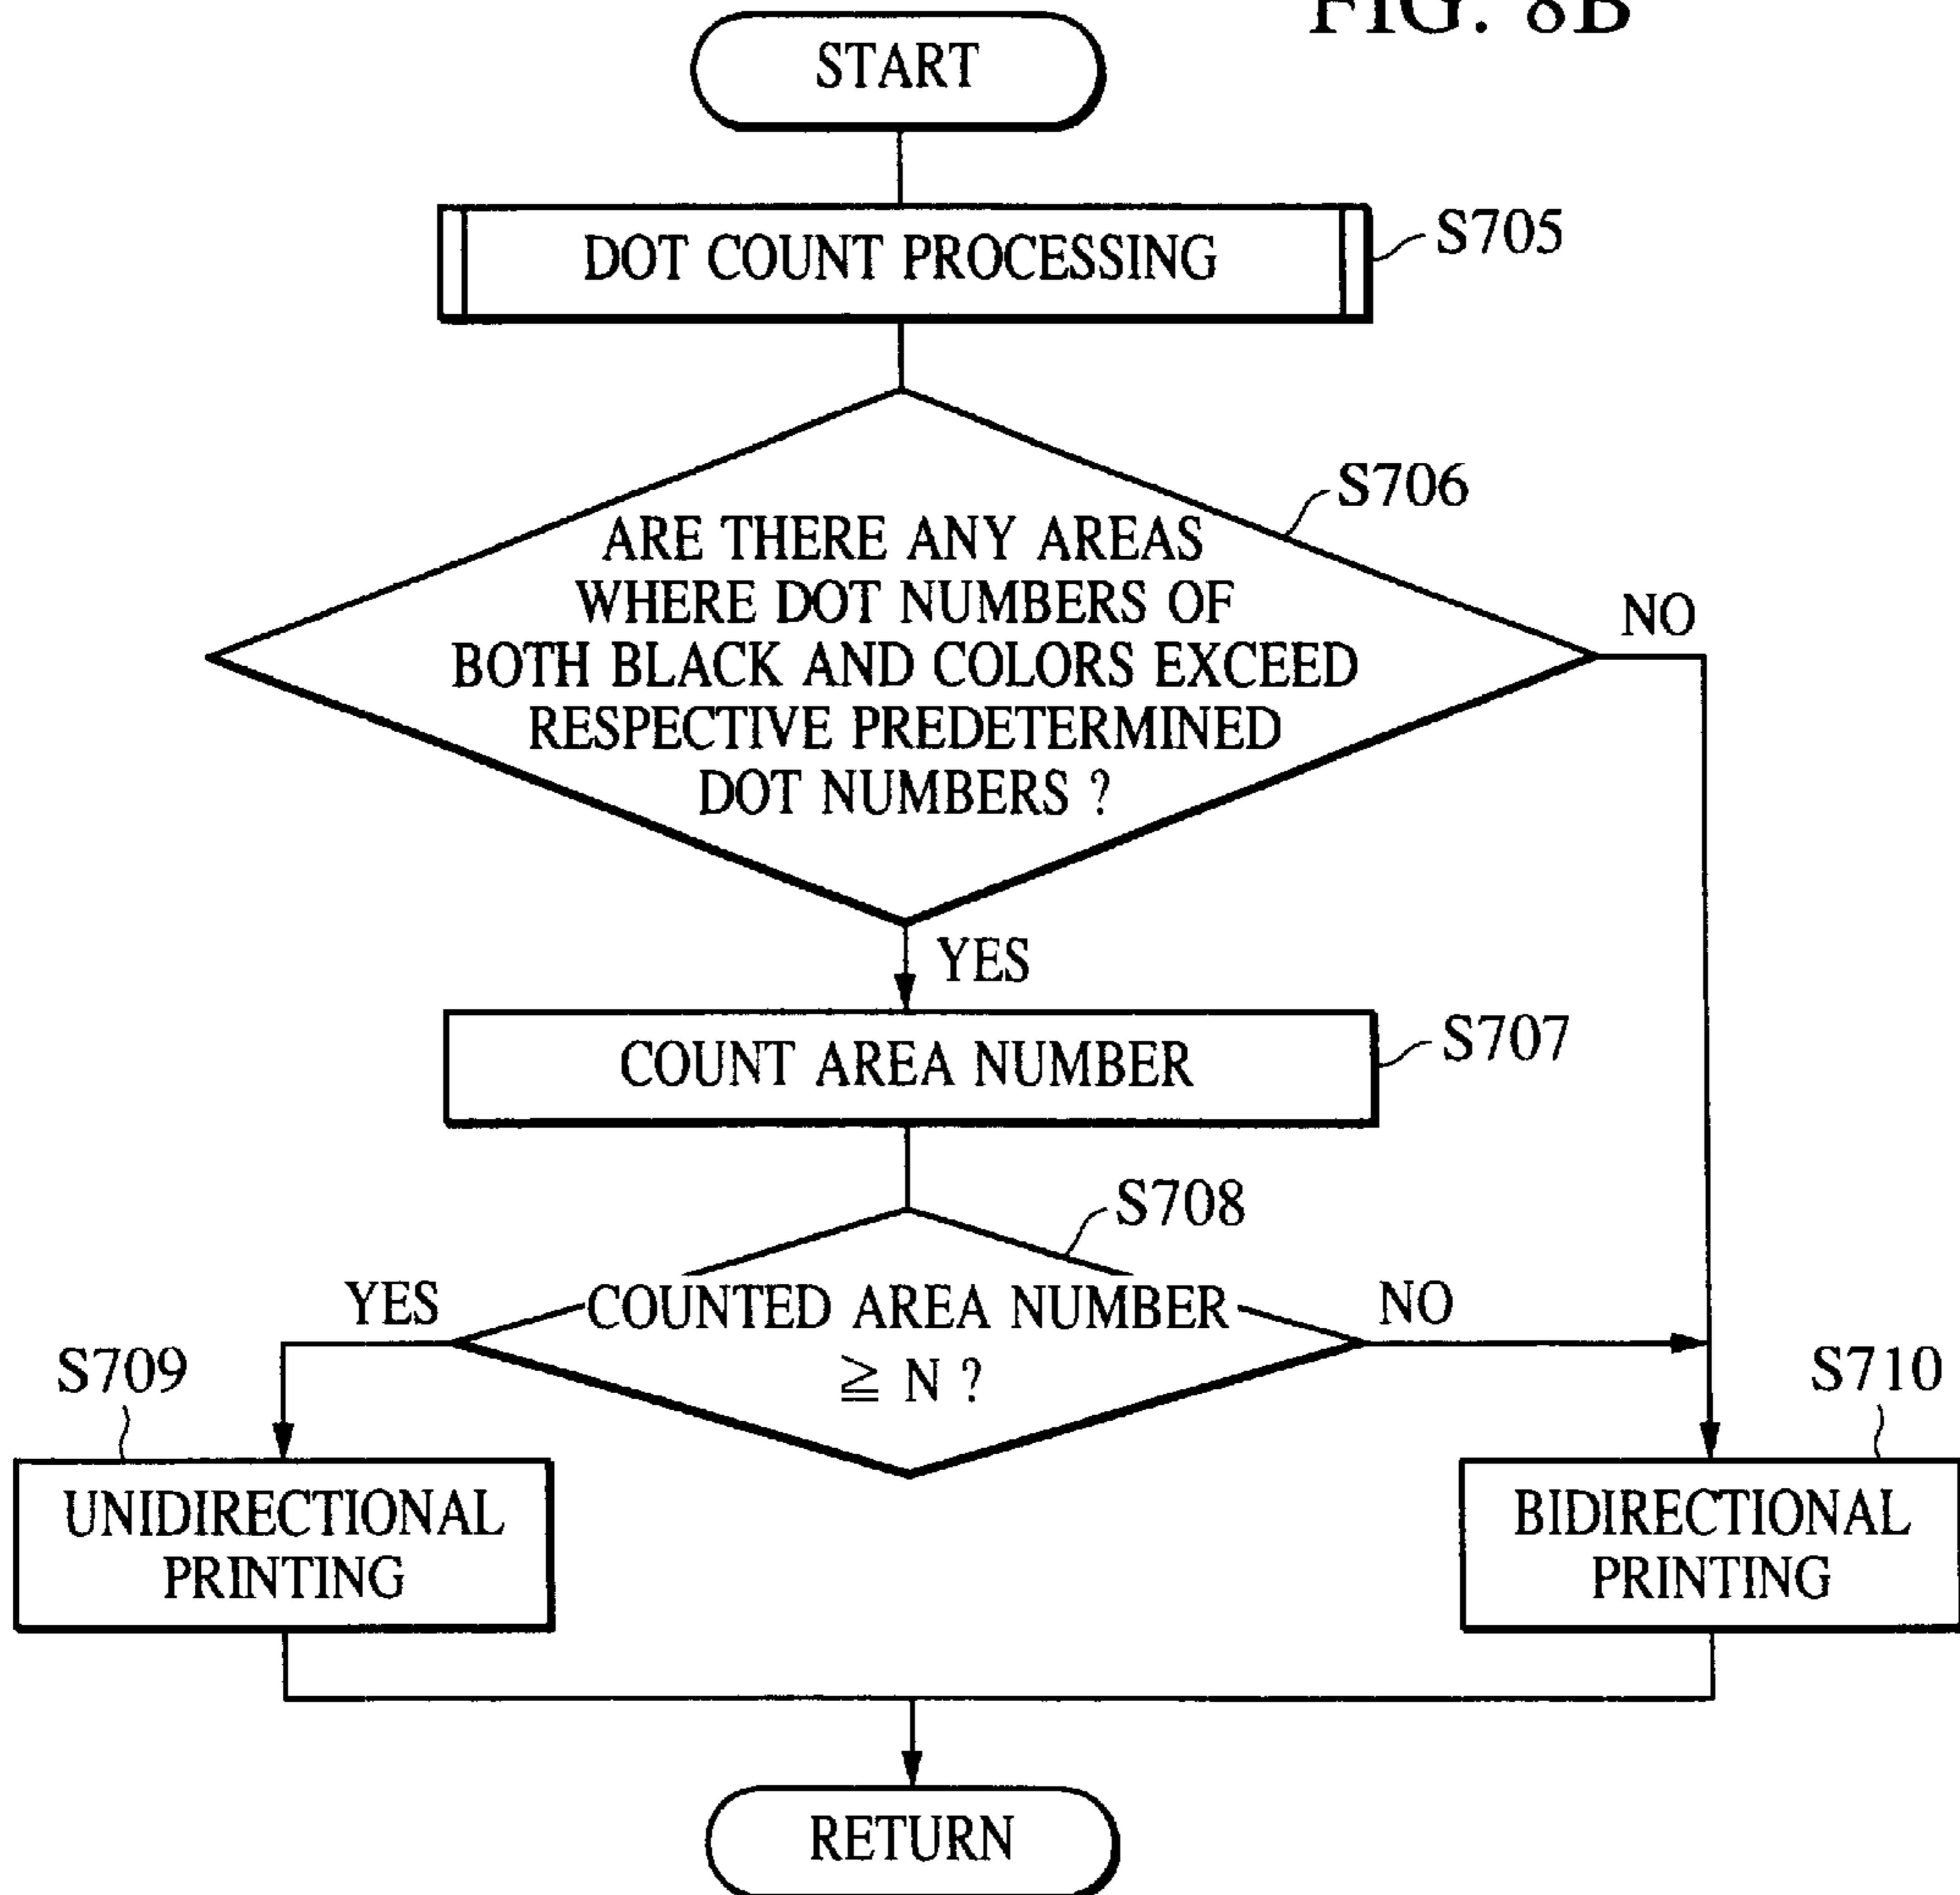 FIG. 8B
START
DOT COUNT PROCESSING
S705
S706
ARE THERE ANY AREAS
WHERE DOT NUMBERS OF
BOTH BLACK AND COLORS EXCEED
RESPECTIVE PREDETERMINED
DOT NUMBERS ?
NO
YES
COUNT AREA NUMBER
S707
S708
YES
COUNTED AREA NUMBER
≧ N ?
NO
S709
S710
UNIDIRECTIONAL
PRINTING
BIDIRECTIONAL
PRINTING
RETURN